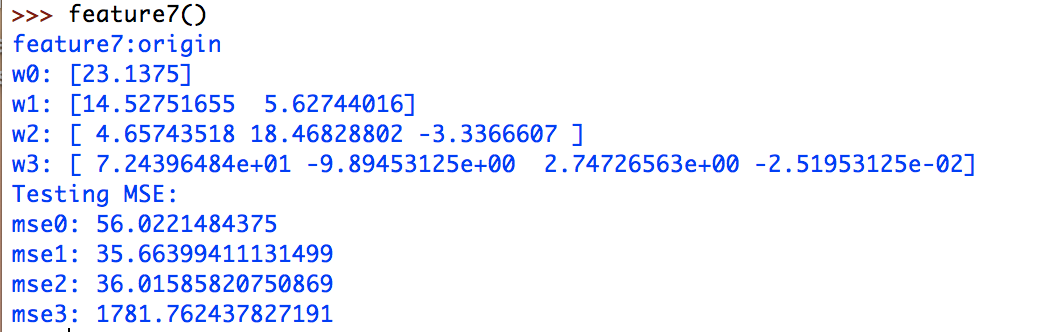 >>> feature7()
feature7:origin
w0: [23.1375]
w1: [14.52751655  5.62744016]
w2: [ 4.65743518 18.46828802 -3.3366607 ]
w3: [ 7.24396484e+01 -9.89453125e+00  2.74726563e+00 -2.51953125e-02]
Testing MSE:
mse0: 56.0221484375
mse1: 35.66399411131499
mse2: 36.01585820750869
mse3: 1781.762437827191